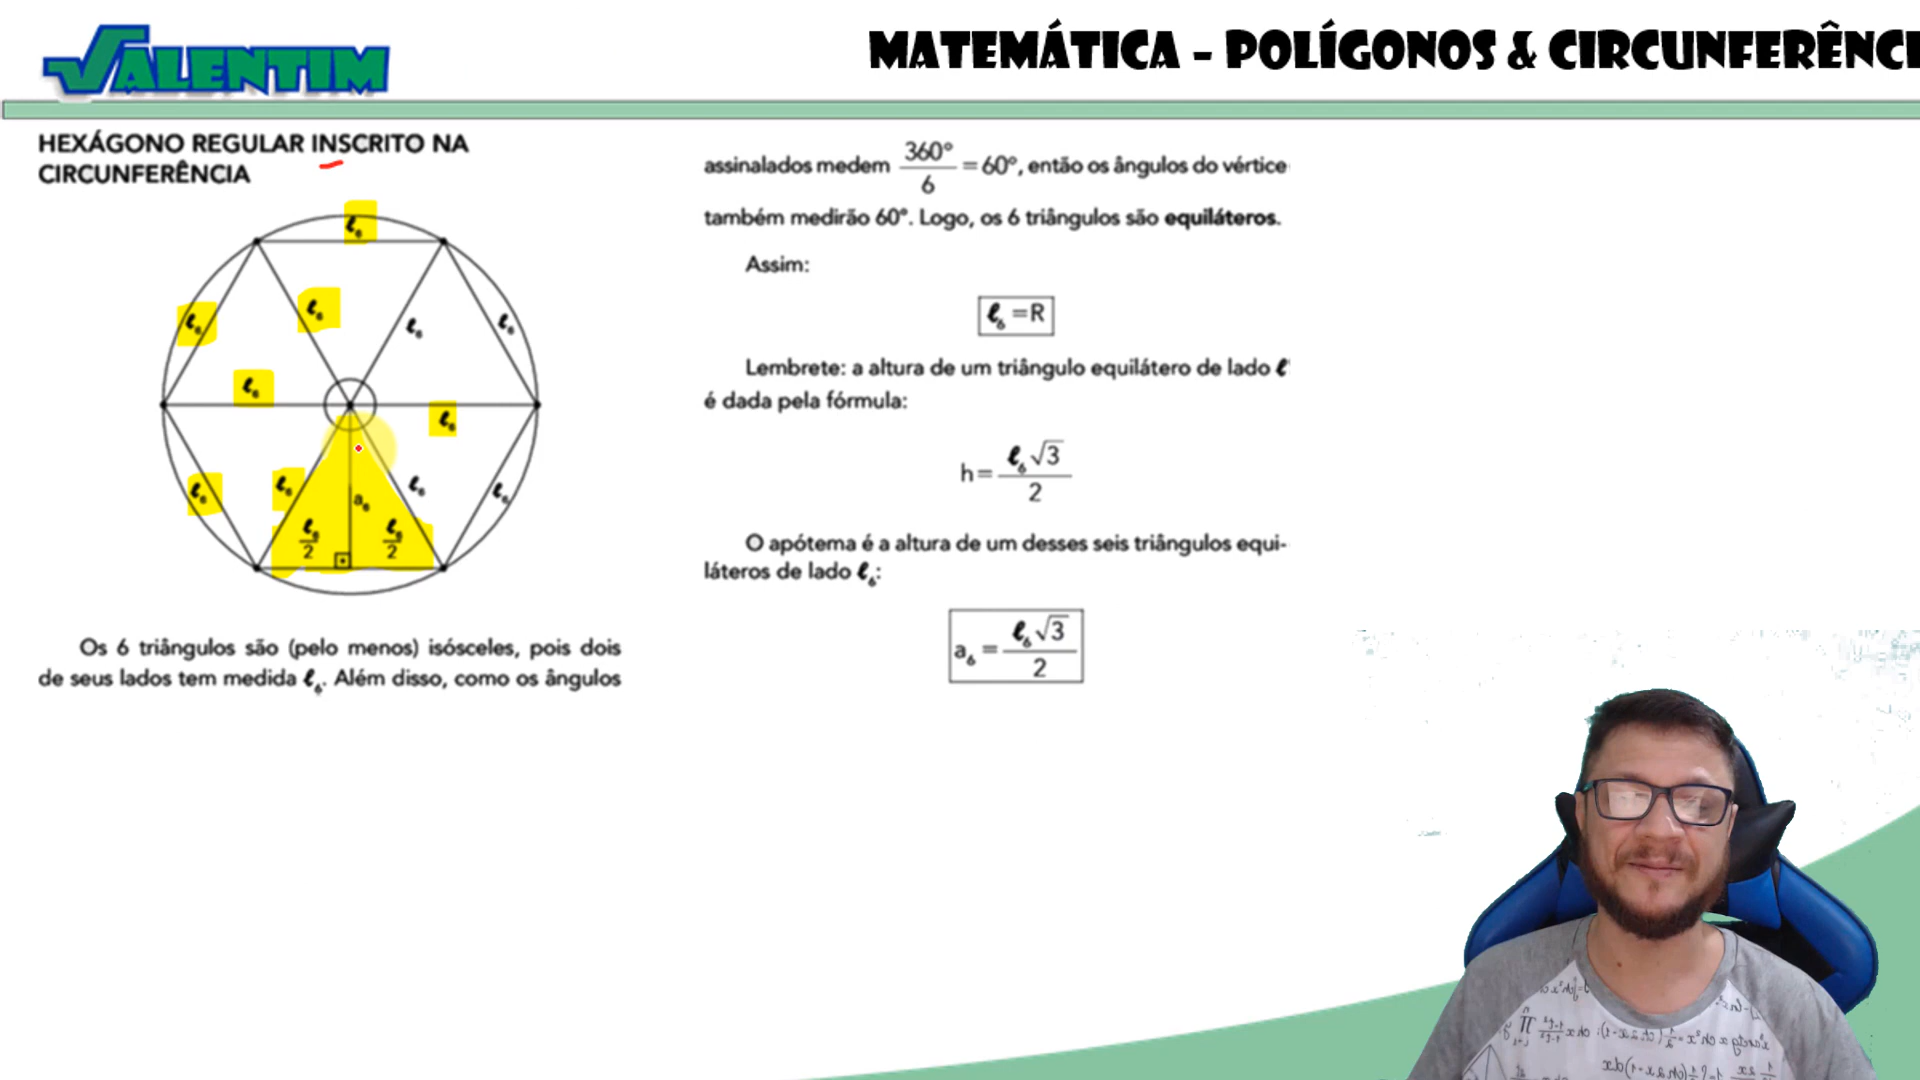 VALENTIM
MATEMÁTICA - POLÍGONOS & CIRCUNFERÊNCI
HEXÁGONO REGULAR INSCRITO NA
CIRCUNFERÊNCIA
ℓ₆
ℓ₆ ℓ₆ ℓ₆ ℓ₆
ℓ₆ ℓ₆
ℓ₆ ℓ₆ a₆ ℓ₆ ℓ₆
ℓ₆/2 ℓ₆/2
Os 6 triângulos são (pelo menos) isósceles, pois dois
de seus lados tem medida ℓ₆. Além disso, como os ângulos
assinalados medem 360°/6 = 60°, então os ângulos do vértice
também medirão 60°. Logo, os 6 triângulos são equiláteros.
Assim:
ℓ₆ = R
Lembrete: a altura de um triângulo equilátero de lado ℓ
é dada pela fórmula:
h = ℓ₆√3/2
O apótema é a altura de um desses seis triângulos equi-
láteros de lado ℓ₆:
a₆ = ℓ₆√3/2